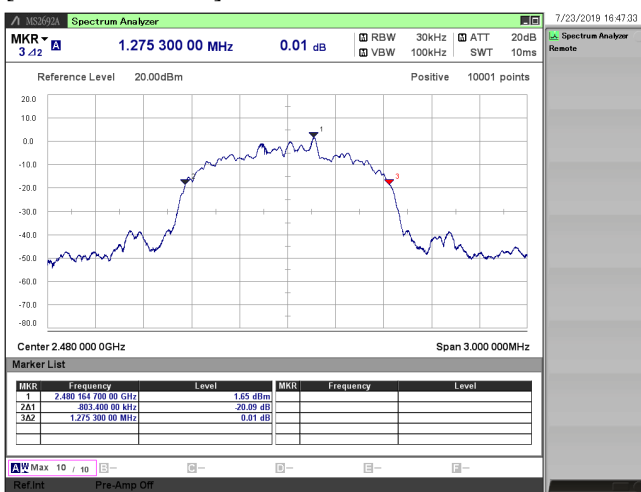 MS2692A Spectrum Analyzer
7/23/2019 16:47:33
MKR A 1.275 300 00 MHz 0.01 dB M RBW 30kHz M ATT 20dB
3 Δ2 M VBW 100kHz SWT 10ms
Spectrum Analyzer
Remote
Reference Level 20.00dBm Positive 10001 points
20.0
10.0
0.0
-10.0
-20.0
-30.0
-40.0
-50.0
-60.0
-70.0
-80.0
1
2
3
Center 2.480 000 0GHz Span 3.000 000MHz
Marker List
MKR Frequency Level MKR Frequency Level
1 2.480 164 700 00 GHz 1.65 dBm
2Δ1 -803.400 00 kHz -20.09 dB
3Δ2 1.275 300 00 MHz 0.01 dB
A W Max 10 / 10 B– C– D– E– F–
Ref.Int Pre-Amp Off